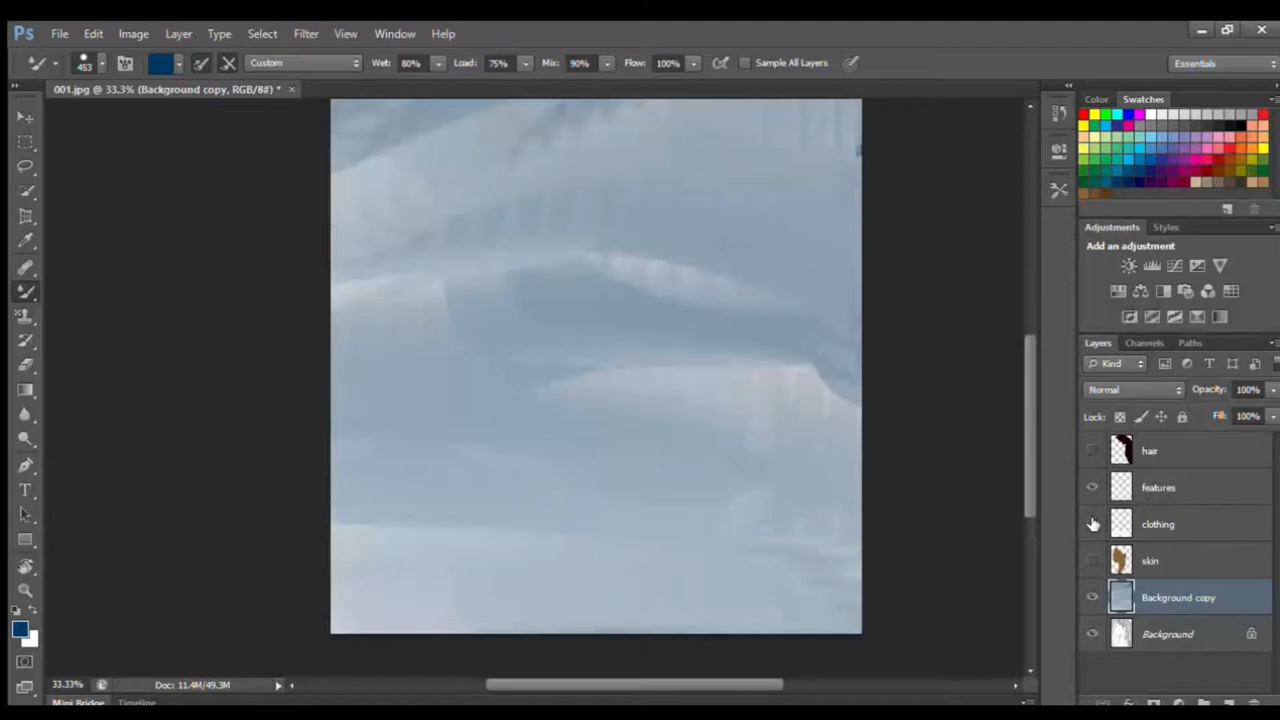 Ps File Edit Image Layer Type Select Filter View Window Help
453 Custom Wet: 80% Load: 75% Mix: 90% Flow: 100% Sample All Layers Essentials
001.jpg @ 33.3% (Background copy, RGB/8#) *
Color Swatches
Adjustments Styles
Add an adjustment
Layers Channels Paths
Kind
Normal Opacity: 100%
Lock: Fill: 100%
hair
features
clothing
skin
Background copy
Background
33.33% Doc: 11.4M/49.3M
Mini Bridge Timeline